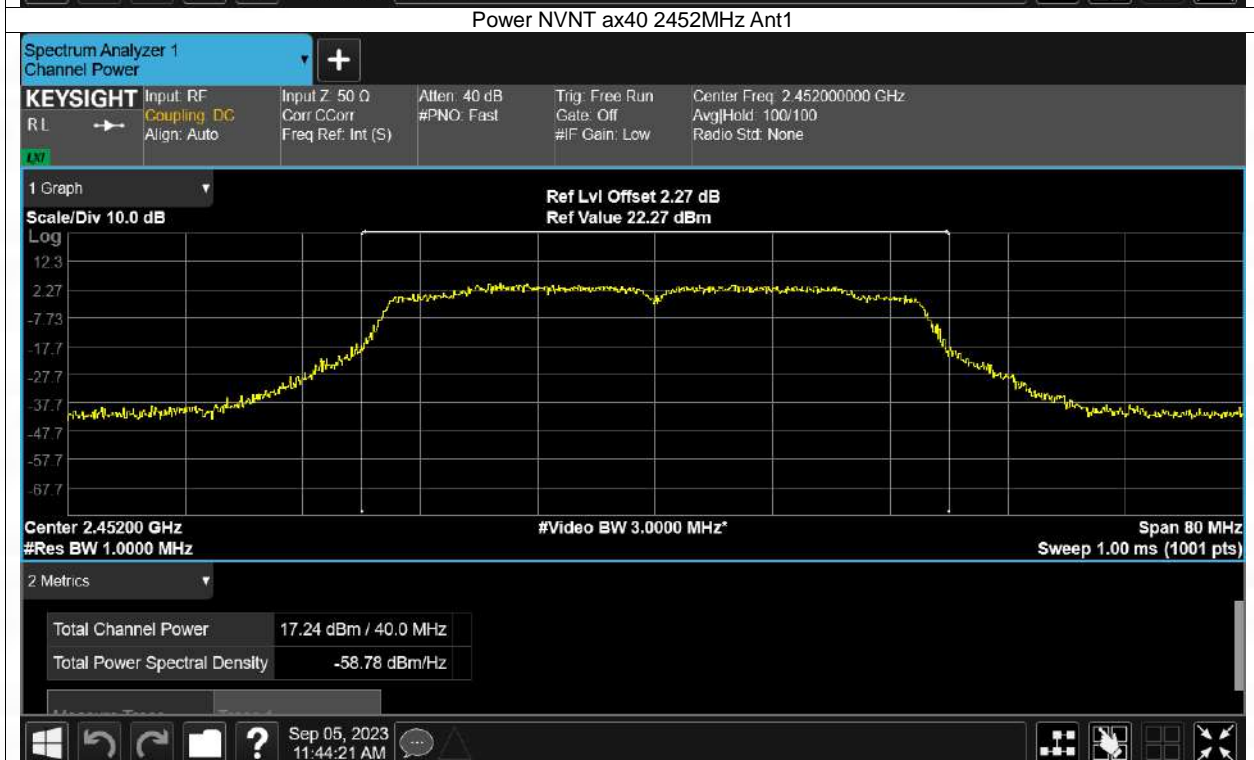 Power NVNT ax40 2452MHz Ant1
Spectrum Analyzer 1
Channel Power
+
KEYSIGHT
RL
LXI
Input: RF
Coupling: DC
Align: Auto
Input Z: 50 Ω
Corr CCorr
Freq Ref: Int (S)
Atten: 40 dB
#PNO: Fast
Trig: Free Run
Gate: Off
#IF Gain: Low
Center Freq: 2.452000000 GHz
Avg|Hold: 100/100
Radio Std: None
1 Graph
Scale/Div 10.0 dB
Ref Lvl Offset 2.27 dB
Ref Value 22.27 dBm
Log
12.3
2.27
-7.73
-17.7
-27.7
-37.7
-47.7
-57.7
-67.7
Center 2.45200 GHz
#Res BW 1.0000 MHz
#Video BW 3.0000 MHz*
Span 80 MHz
Sweep 1.00 ms (1001 pts)
2 Metrics
Total Channel Power 17.24 dBm / 40.0 MHz
Total Power Spectral Density -58.78 dBm/Hz
?
Sep 05, 2023
11:44:21 AM